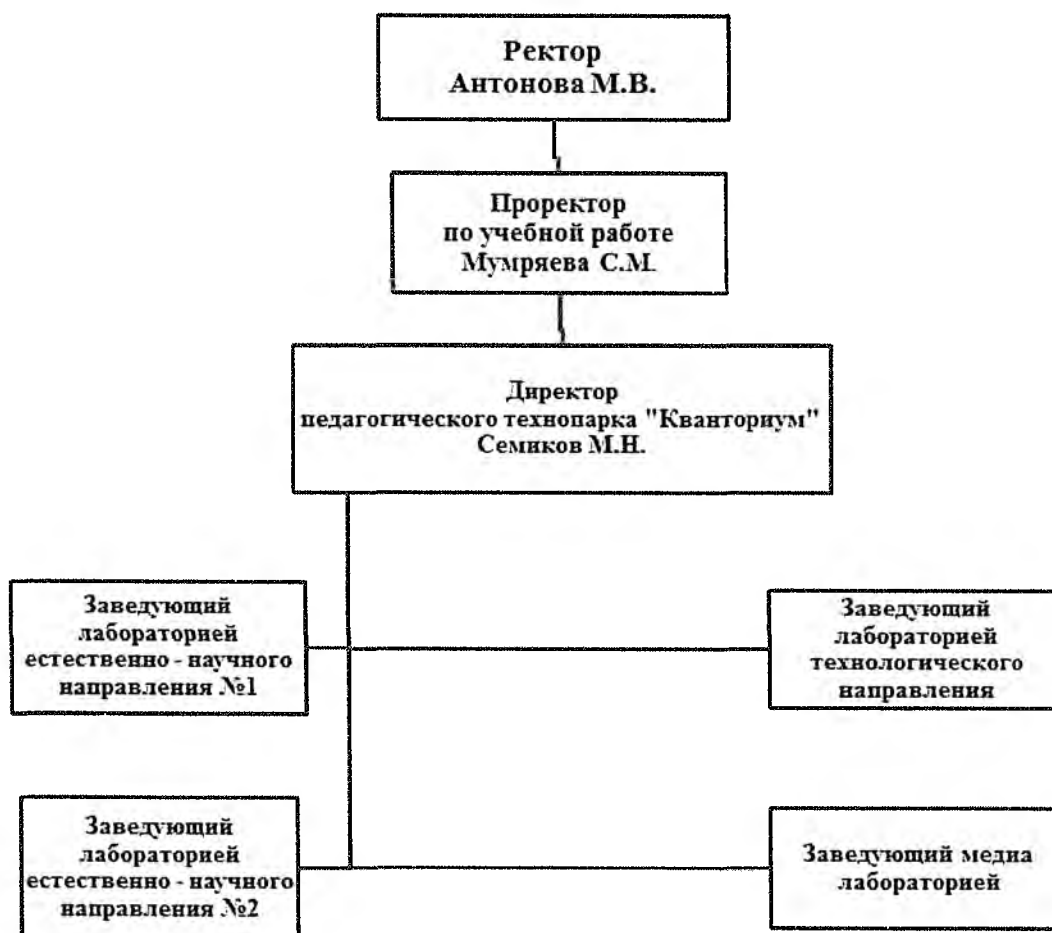 Ректор
Антонова М.В.
Проректор
по учебной работе
Мумряева С.М.
Директор
педагогического технопарка "Кванториум"
Семиков М.Н.
Заведующий
лабораторией
естественно - научного
направления №1
Заведующий
лабораторией
технологического
направления
Заведующий
лабораторией
естественно - научного
направления №2
Заведующий медиа
лабораторией